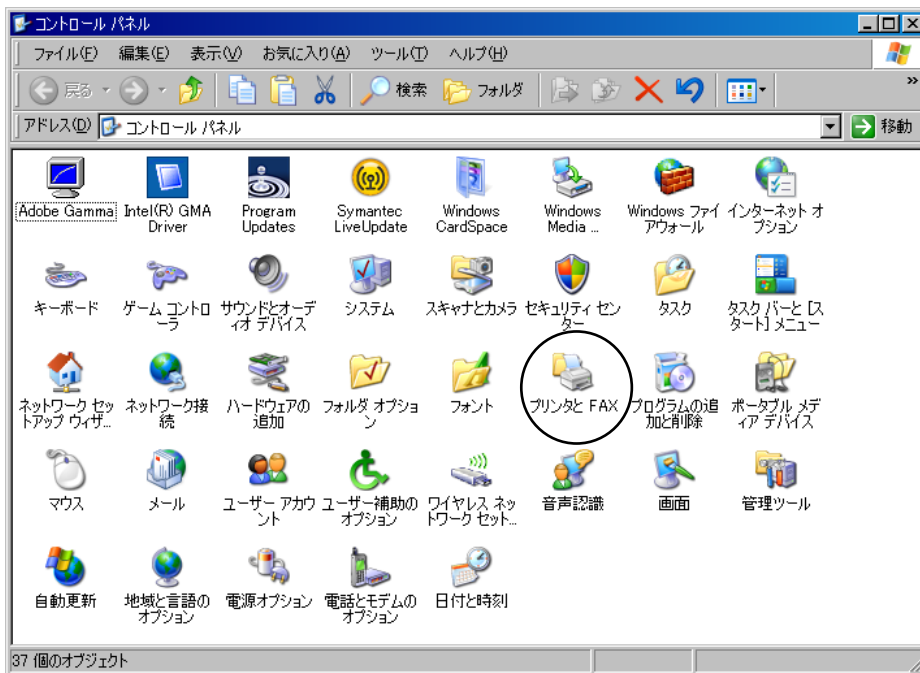 コントロール パネル
ファイル(F) 編集(E) 表示(V) お気に入り(A) ツール(T) ヘルプ(H)
戻る 検索 フォルダ
アドレス(D) コントロール パネル 移動
Adobe Gamma
Intel(R) GMA
Driver
Program
Updates
Symantec
LiveUpdate
Windows
CardSpace
Windows
Media ...
Windows ファイ
アウォール
インターネット オ
プション
キーボード
ゲーム コントロ
ーラ
サウンドとオーデ
ィオ デバイス
システム
スキャナとカメラ
セキュリティ セン
ター
タスク
タスク バーと [ス
タート] メニュー
ネットワーク セッ
トアップ ウィザ...
ネットワーク接
続
ハードウェアの
追加
フォルダ オプショ
ン
フォント
プリンタと FAX
プログラムの追
加と削除
ポータブル メデ
ィア デバイス
マウス
メール
ユーザー アカウ
ント
ユーザー補助の
オプション
ワイヤレス ネッ
トワーク セット...
音声認識
画面
管理ツール
自動更新
地域と言語の
オプション
電源オプション
電話とモデムの
オプション
日付と時刻
37 個のオブジェクト